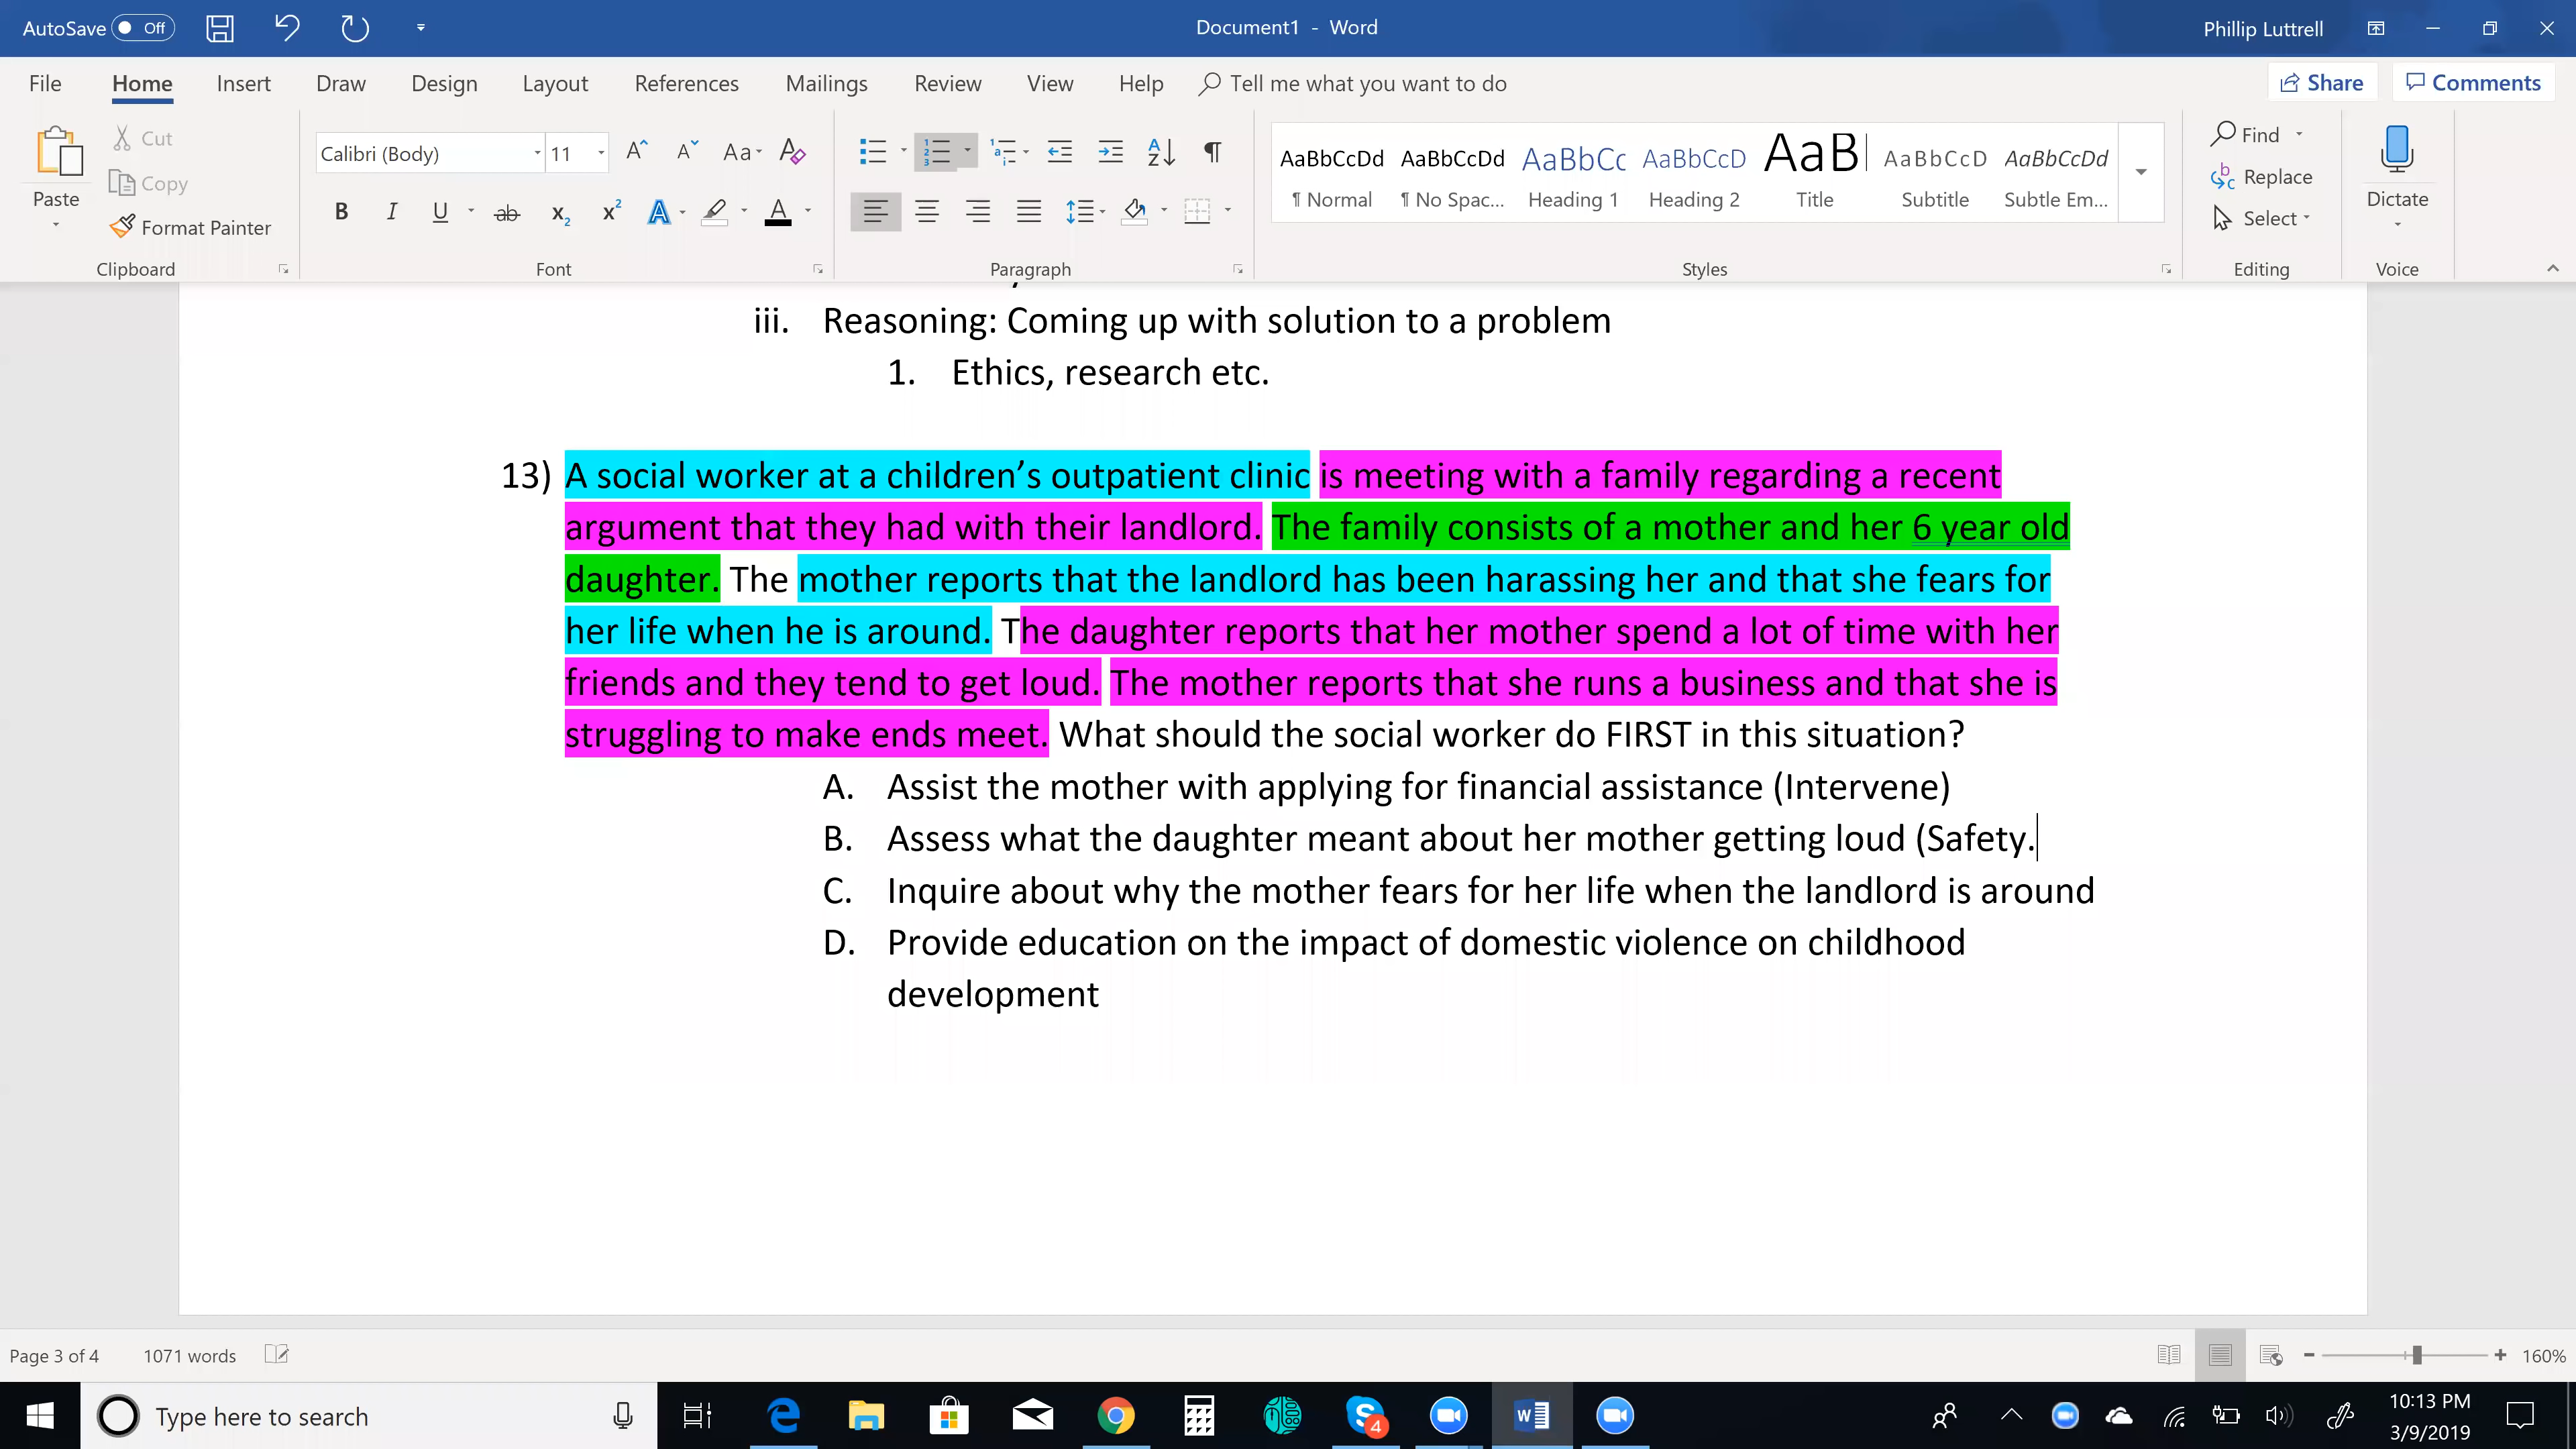 AutoSave Off
Document1 - Word
Phillip Luttrell
File Home Insert Draw Design Layout References Mailings Review View Help Tell me what you want to do
Share Comments
Paste
Cut
Copy
Format Painter
Clipboard
Calibri (Body) 11
Font
Paragraph
AaBbCcDd AaBbCcDd AaBbCc AaBbCcD AaB AaBbCcD AaBbCcDd
¶ Normal ¶ No Spac... Heading 1 Heading 2 Title Subtitle Subtle Em...
Styles
Find
Replace
Select
Editing
Dictate
Voice
iii. Reasoning: Coming up with solution to a problem
1. Ethics, research etc.
13) A social worker at a children’s outpatient clinic is meeting with a family regarding a recent
argument that they had with their landlord. The family consists of a mother and her 6 year old
daughter. The mother reports that the landlord has been harassing her and that she fears for
her life when he is around. The daughter reports that her mother spend a lot of time with her
friends and they tend to get loud. The mother reports that she runs a business and that she is
struggling to make ends meet. What should the social worker do FIRST in this situation?
A. Assist the mother with applying for financial assistance (Intervene)
B. Assess what the daughter meant about her mother getting loud (Safety.
C. Inquire about why the mother fears for her life when the landlord is around
D. Provide education on the impact of domestic violence on childhood
development
Page 3 of 4 1071 words
160%
Type here to search
4
10:13 PM
3/9/2019